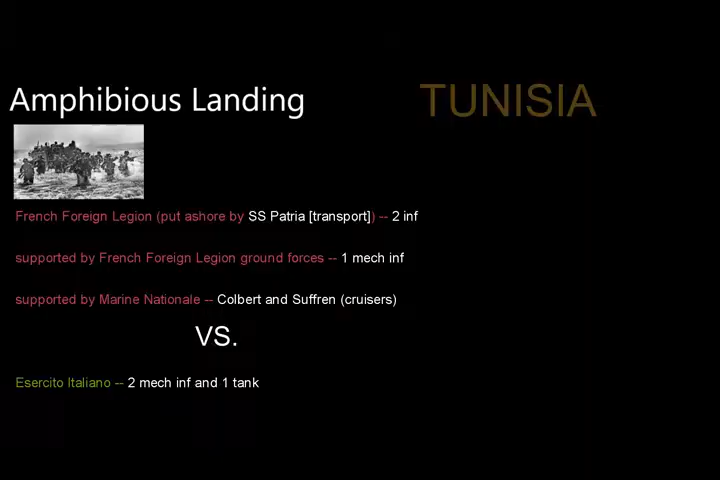 Amphibious Landing
TUNISIA
French Foreign Legion (put ashore by SS Patria [transport]) -- 2 inf
supported by French Foreign Legion ground forces -- 1 mech inf
supported by Marine Nationale -- Colbert and Suffren (cruisers)
VS.
Esercito Italiano -- 2 mech inf and 1 tank